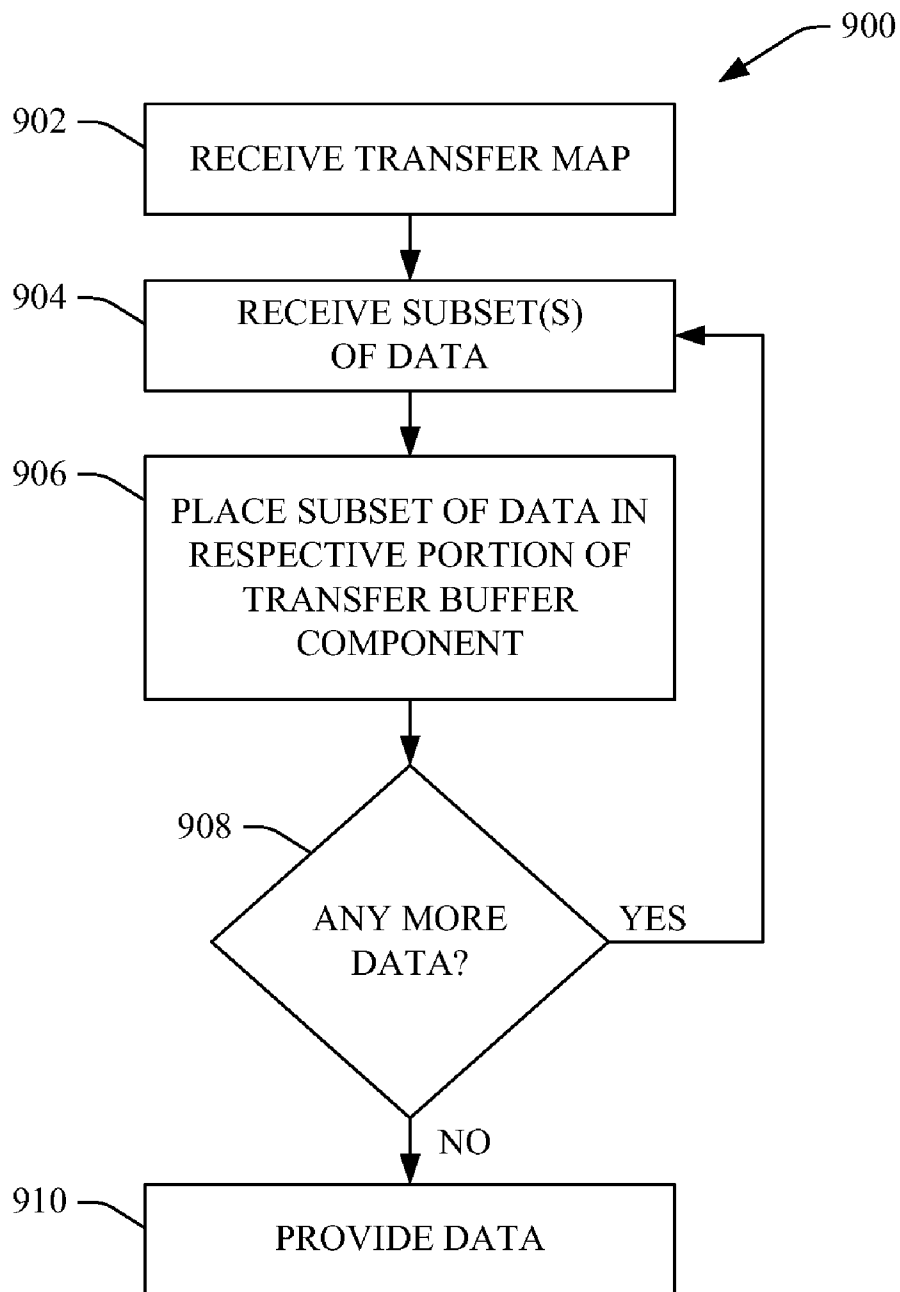 900
902
RECEIVE TRANSFER MAP
904
RECEIVE SUBSET(S)
OF DATA
906
PLACE SUBSET OF DATA IN
RESPECTIVE PORTION OF
TRANSFER BUFFER
COMPONENT
908
ANY MORE
DATA?
YES
NO
910
PROVIDE DATA